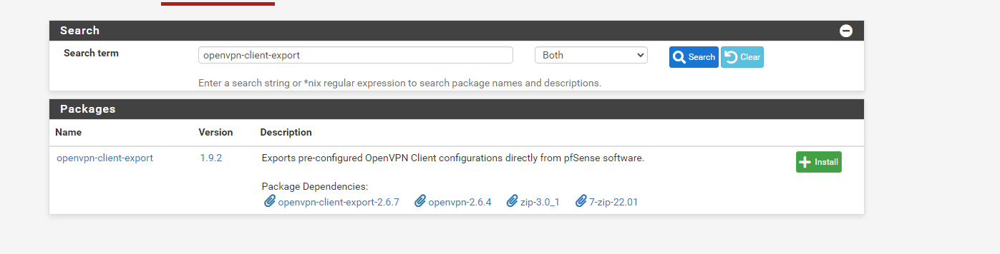 Search
Search term openvpn-client-export Both Search Clear
Enter a search string or *nix regular expression to search package names and descriptions.
Packages
Name Version Description
openvpn-client-export 1.9.2 Exports pre-configured OpenVPN Client configurations directly from pfSense software. Install
Package Dependencies:
openvpn-client-export-2.6.7 openvpn-2.6.4 zip-3.0_1 7-zip-22.01